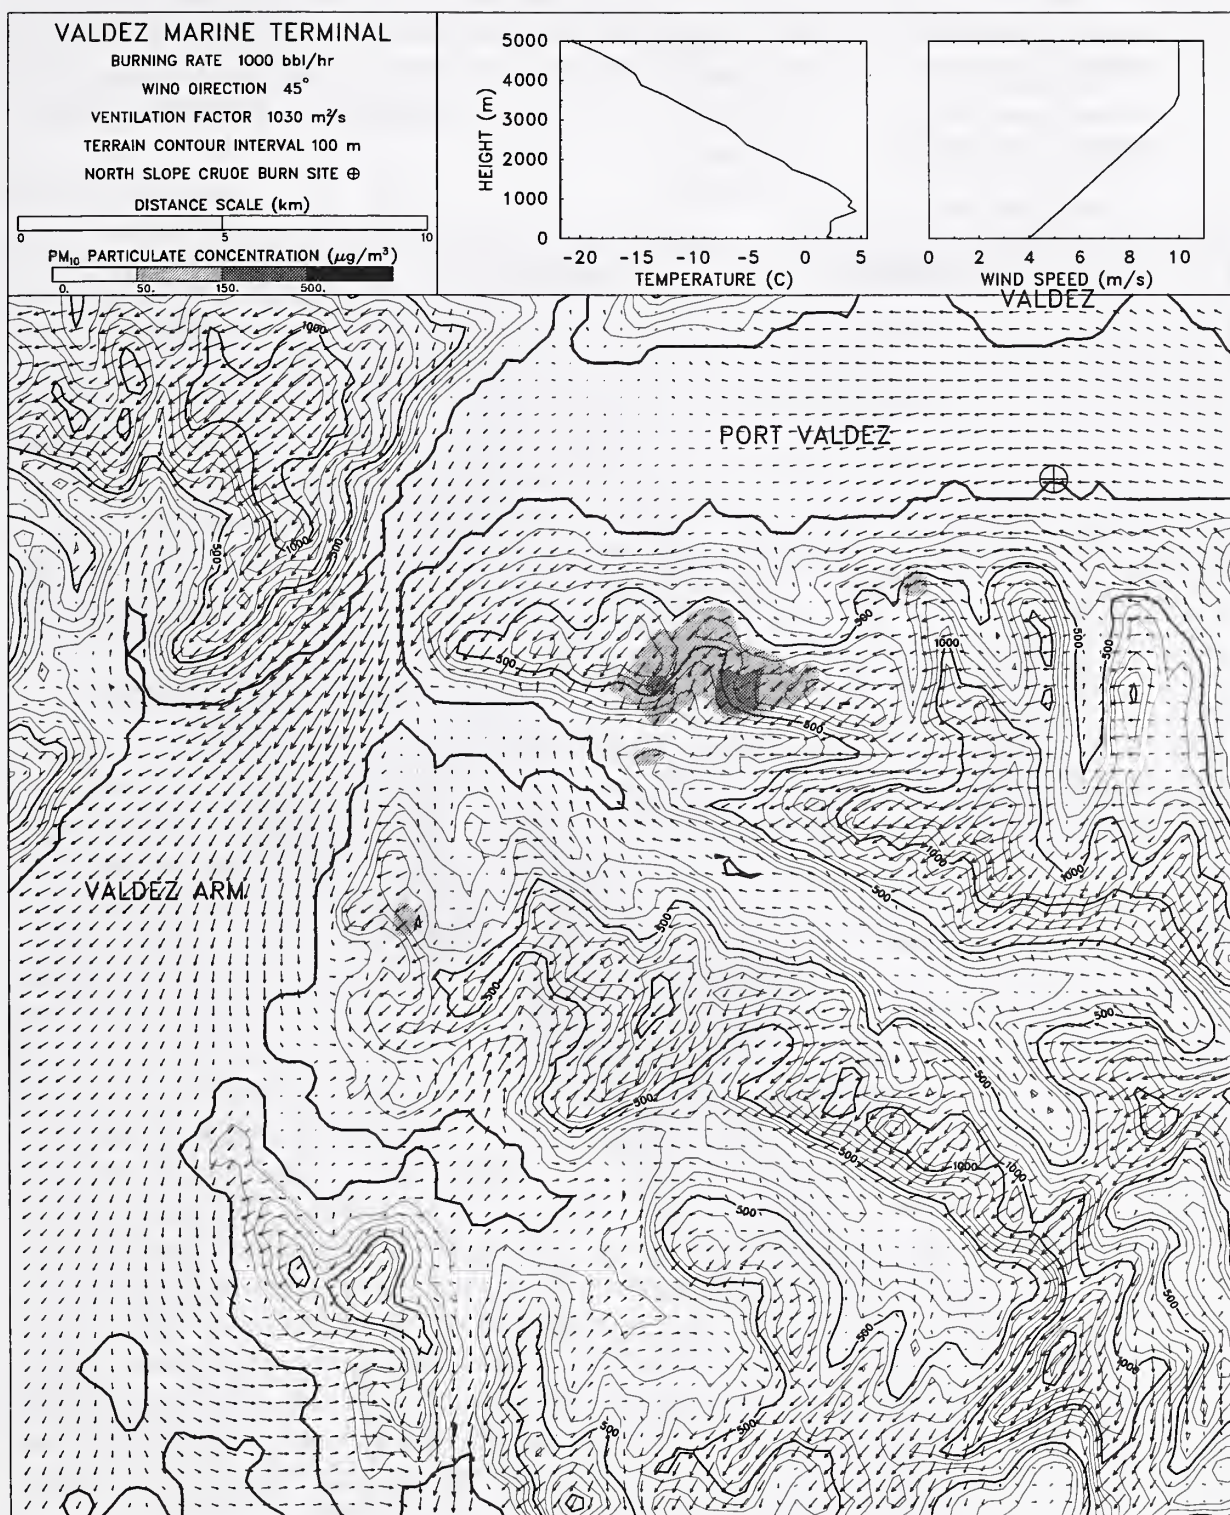 VALDEZ MARINE TERMINAL
BURNING RATE 1000 bbl/hr
WINO OIRECTION 45°
VENTILATION FACTOR 1030 m²/s
TERRAIN CONTOUR INTERVAL 100 m
NORTH SLOPE CRUOE BURN SITE ⊕
DISTANCE SCALE (km)
0 5 10
PM₁₀ PARTICULATE CONCENTRATION (μg/m³)
0. 50. 150. 500.
5000
4000
3000
2000
1000
0
HEIGHT (m)
-20 -15 -10 -5 0 5
TEMPERATURE (C)
0 2 4 6 8 10
WIND SPEED (m/s)
VALDEZ
1000
PORT VALDEZ
500
1000
500
500
1000
500
500
500
500
1000
1000
500
VALDEZ ARM
500
500
500
500
500
500
1000
1000
500
500
1000
500
500